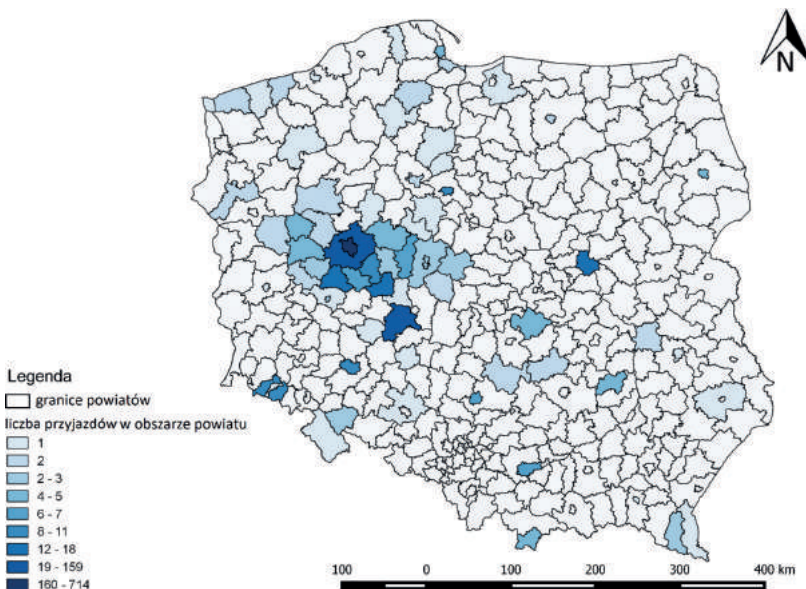 N
Legenda
granice powiatów
liczba przyjazdów w obszarze powiatu
1
2
2 - 3
4 - 5
6 - 7
8 - 11
12 - 18
19 - 159
160 - 714
100 0 100 200 300 400 km